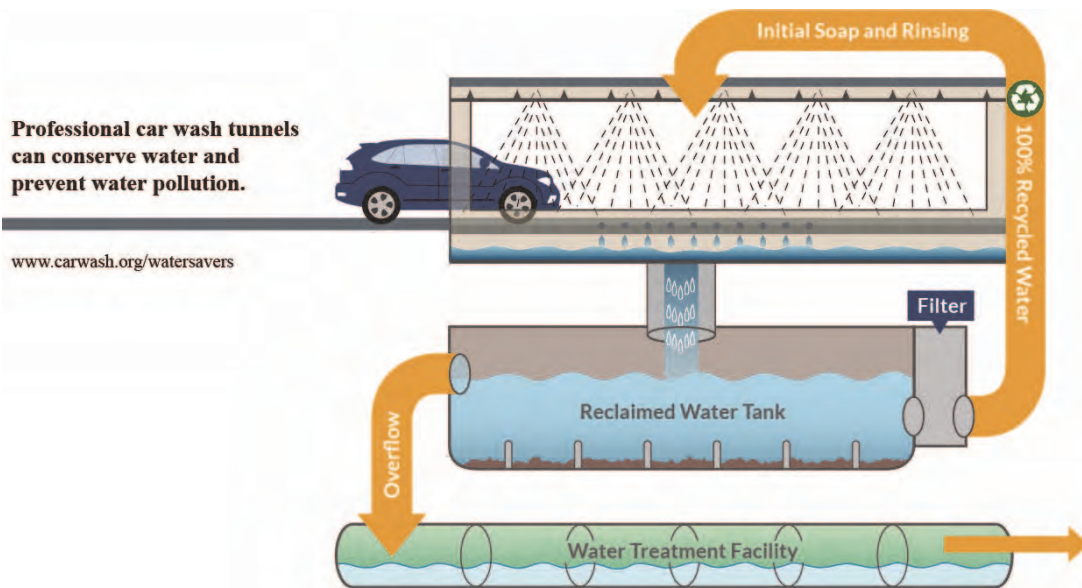 Initial Soap and Rinsing
Professional car wash tunnels
can conserve water and
prevent water pollution.
100% Recycled Water
www.carwash.org/watersavers
Filter
Reclaimed Water Tank
Overflow
Water Treatment Facility